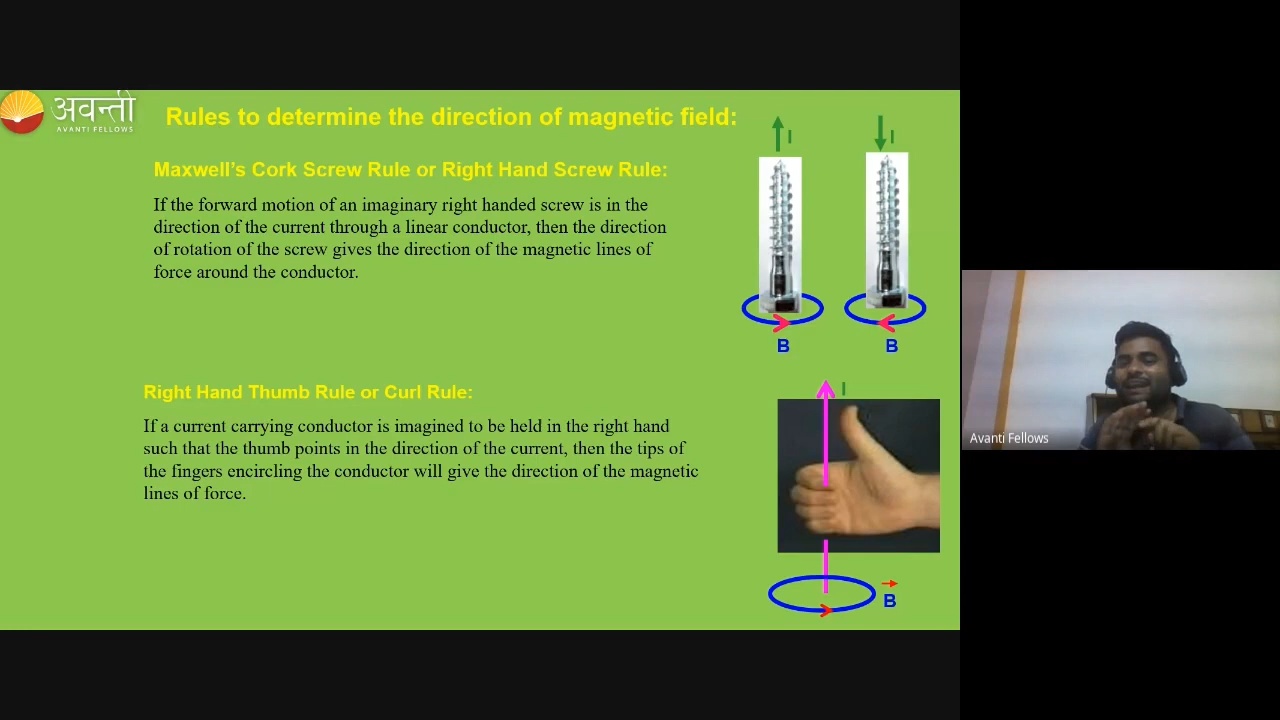 अवन्ती
AVANTI FELLOWS
Rules to determine the direction of magnetic field:
Maxwell’s Cork Screw Rule or Right Hand Screw Rule:
If the forward motion of an imaginary right handed screw is in the
direction of the current through a linear conductor, then the direction
of rotation of the screw gives the direction of the magnetic lines of
force around the conductor.
I
I
B
B
Right Hand Thumb Rule or Curl Rule:
If a current carrying conductor is imagined to be held in the right hand
such that the thumb points in the direction of the current, then the tips of
the fingers encircling the conductor will give the direction of the magnetic
lines of force.
I
B
Avanti Fellows